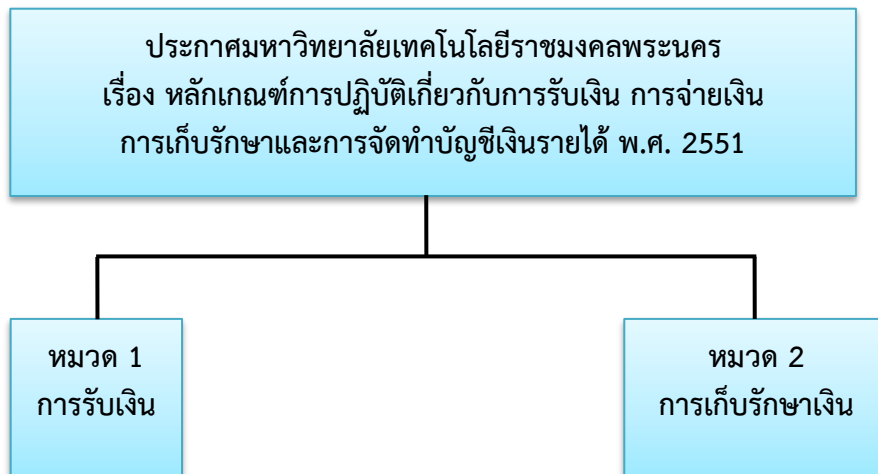 ประกาศมหาวิทยาลัยเทคโนโลยีราชมงคลพระนคร
เรื่อง หลักเกณฑ์การปฏิบัติเกี่ยวกับการรับเงิน การจ่ายเงิน
การเก็บรักษาและการจัดทำบัญชีเงินรายได้ พ.ศ. 2551
หมวด 1
การรับเงิน
หมวด 2
การเก็บรักษาเงิน